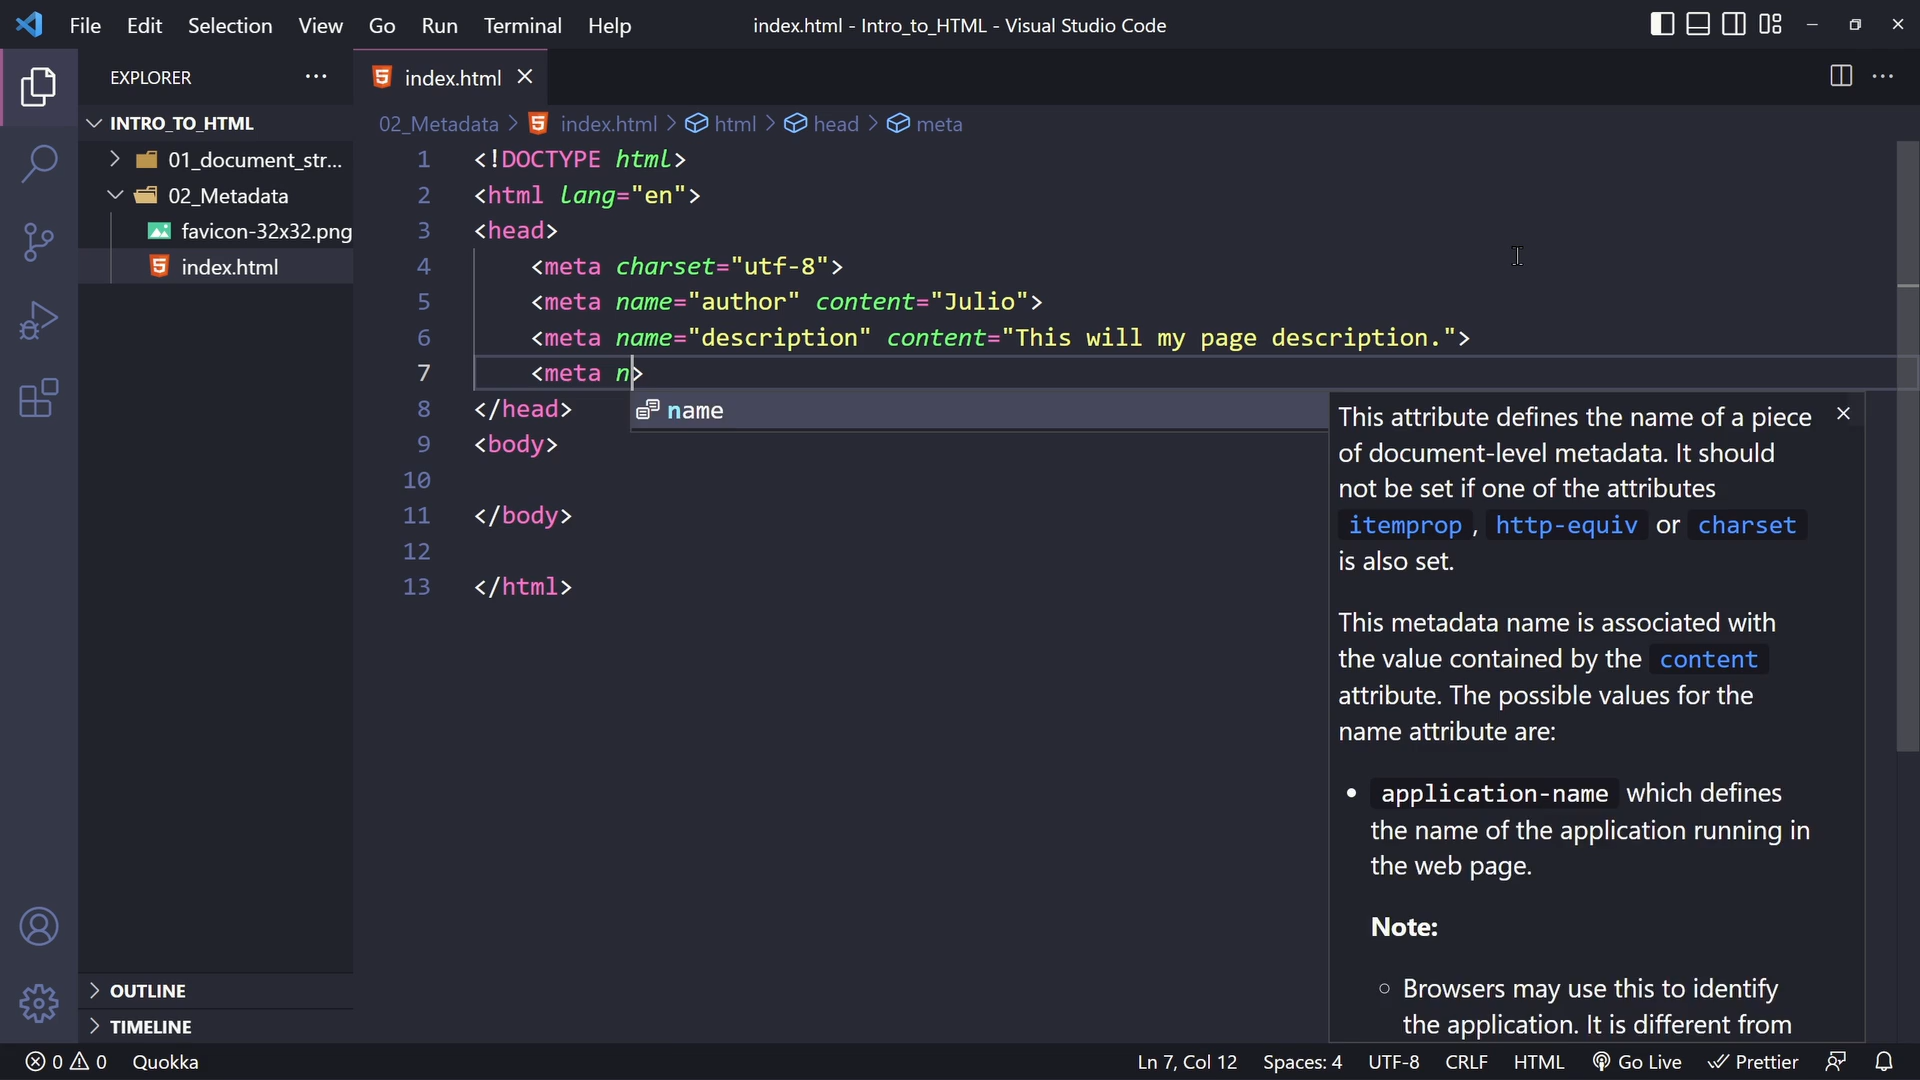 File Edit Selection View Go Run Terminal Help index.html - Intro_to_HTML - Visual Studio Code
EXPLORER
INTRO_TO_HTML
01_document_str...
02_Metadata
favicon-32x32.png
index.html
OUTLINE
TIMELINE
index.html
02_Metadata > index.html > html > head > meta
1 <!DOCTYPE html>
2 <html lang="en">
3 <head>
4 <meta charset="utf-8">
5 <meta name="author" content="Julio">
6 <meta name="description" content="This will my page description.">
7 <meta n>
8 </head>
9 <body>
10
11 </body>
12
13 </html>
name
This attribute defines the name of a piece
of document-level metadata. It should
not be set if one of the attributes
itemprop , http-equiv or charset
is also set.
This metadata name is associated with
the value contained by the content
attribute. The possible values for the
name attribute are:
• application-name which defines
the name of the application running in
the web page.
Note:
○ Browsers may use this to identify
the application. It is different from
0 0 Quokka Ln 7, Col 12 Spaces: 4 UTF-8 CRLF HTML Go Live Prettier